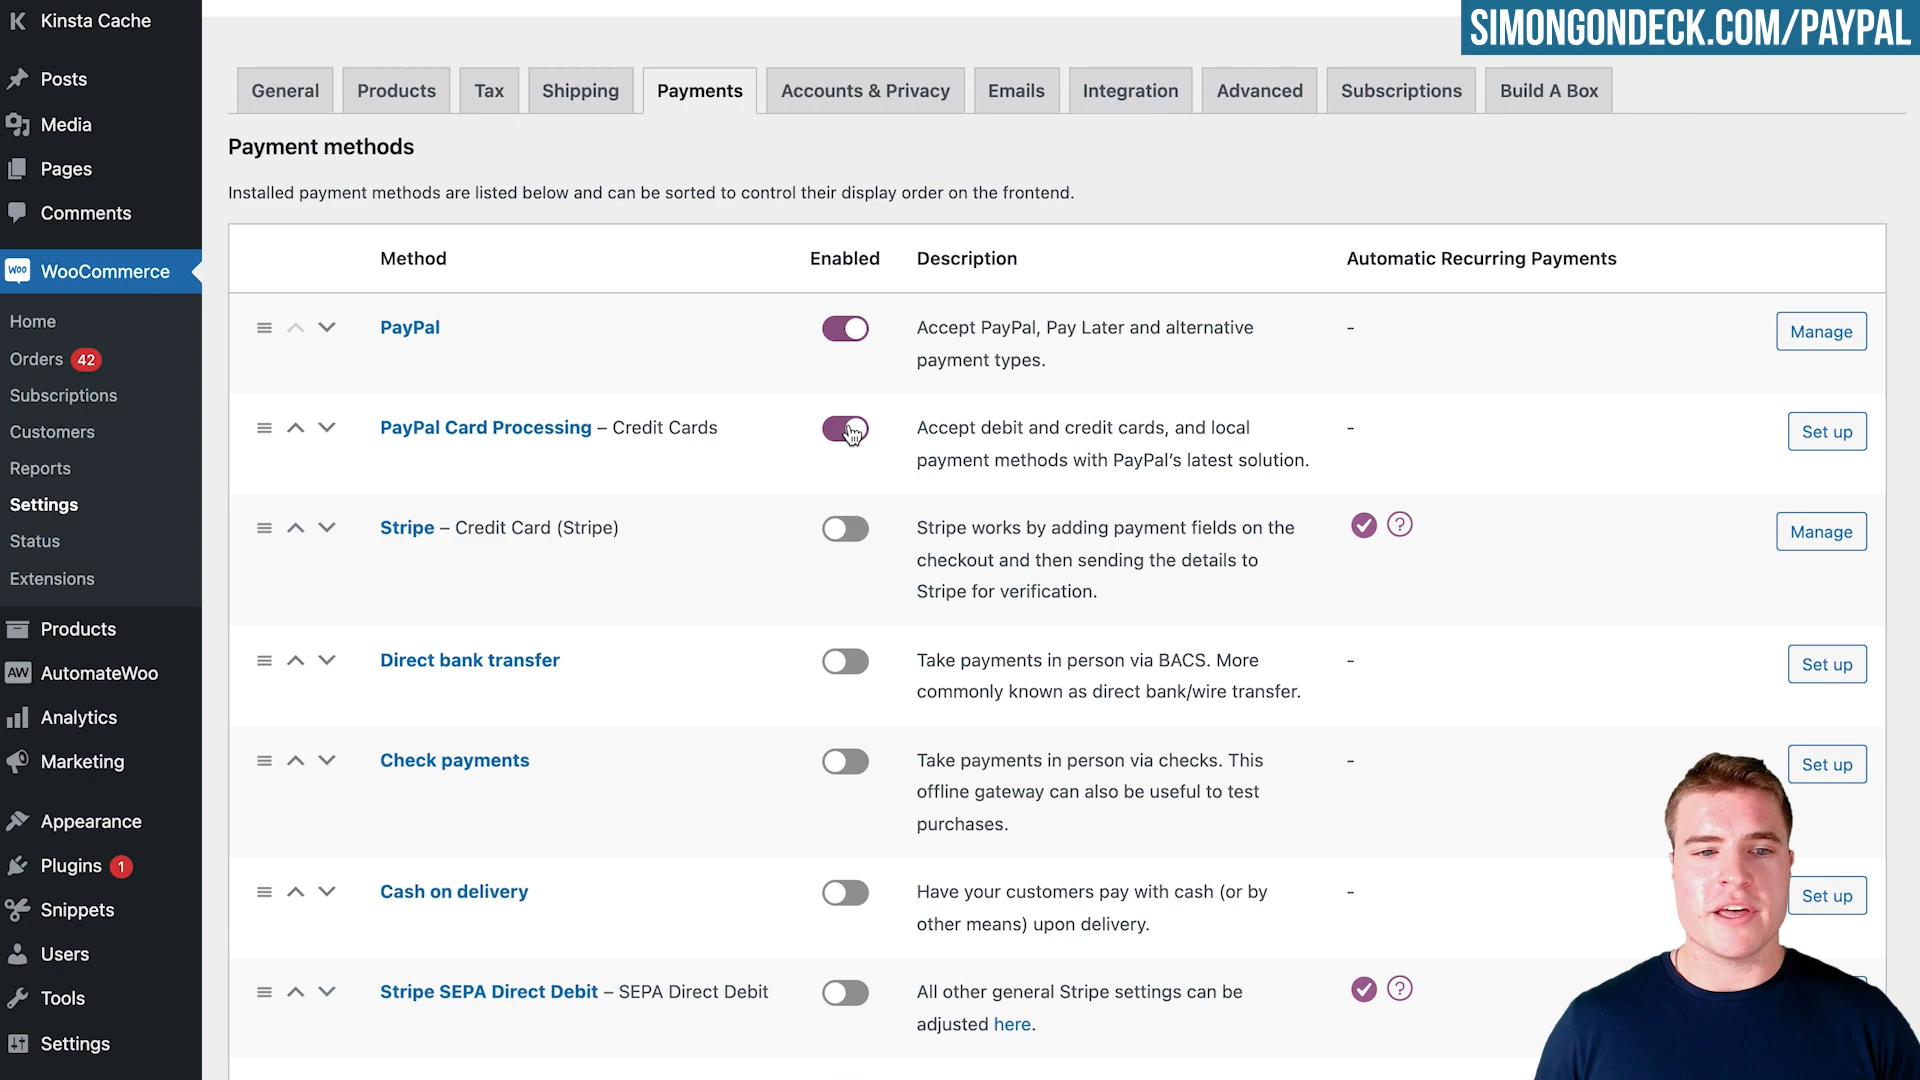 SIMONGONDECK.COM/PAYPAL
Kinsta Cache
Posts
Media
Pages
Comments
WOO
WooCommerce
Home
Orders 42
Subscriptions
Customers
Reports
Settings
Status
Extensions
Products
AW
AutomateWoo
Analytics
Marketing
Appearance
Plugins 1
Snippets
Users
Tools
Settings
General
Products
Tax
Shipping
Payments
Accounts & Privacy
Emails
Integration
Advanced
Subscriptions
Build A Box
Payment methods
Installed payment methods are listed below and can be sorted to control their display order on the frontend.
Method
Enabled
Description
Automatic Recurring Payments
PayPal
Accept PayPal, Pay Later and alternative
payment types.
-
Manage
PayPal Card Processing – Credit Cards
Accept debit and credit cards, and local
payment methods with PayPal’s latest solution.
-
Set up
Stripe – Credit Card (Stripe)
Stripe works by adding payment fields on the
checkout and then sending the details to
Stripe for verification.
?
Manage
Direct bank transfer
Take payments in person via BACS. More
commonly known as direct bank/wire transfer.
-
Set up
Check payments
Take payments in person via checks. This
offline gateway can also be useful to test
purchases.
-
Set up
Cash on delivery
Have your customers pay with cash (or by
other means) upon delivery.
-
Set up
Stripe SEPA Direct Debit – SEPA Direct Debit
All other general Stripe settings can be
adjusted here.
?